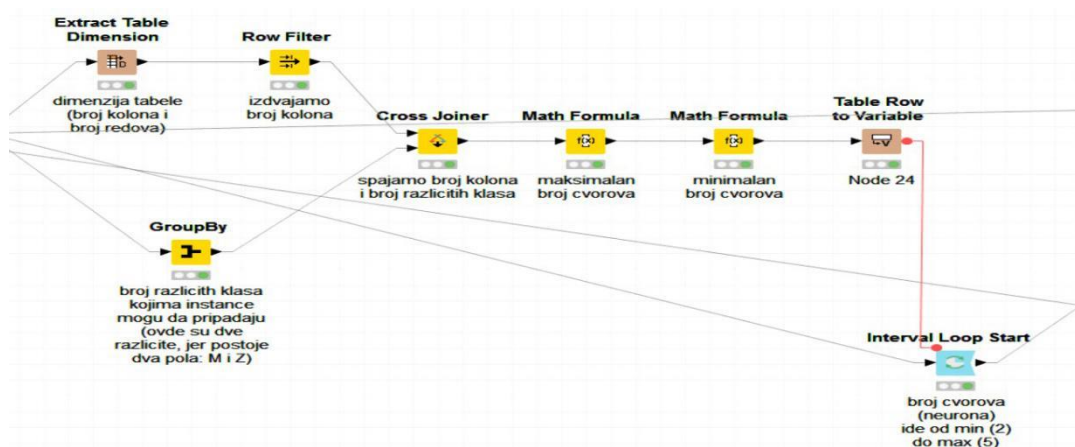 Extract Table
Dimension
dimenzija tabele
(broj kolona i
broj redova)
Row Filter
izdvajamo
broj kolona
Cross Joiner
spajamo broj kolona
i broj razlicitih klasa
Math Formula
maksimalan
broj cvorova
Math Formula
minimalan
broj cvorova
Table Row
to Variable
Node 24
GroupBy
broj razlicith klasa
kojima instance
mogu da pripadaju
(ovde su dve
razlicite, jer postoje
dva pola: M i Z)
Interval Loop Start
broj cvorova
(neurona)
ide od min (2)
do max (5)